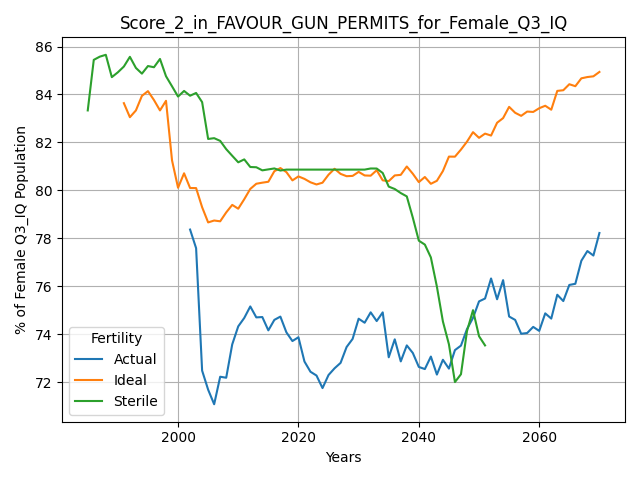 Score_2_in_FAVOUR_GUN_PERMITS_for_Female_Q3_IQ
% of Female Q3_IQ Population
86
84
82
80
78
76
74
72
Fertility
Actual
Ideal
Sterile
2000 2020 2040 2060
Years